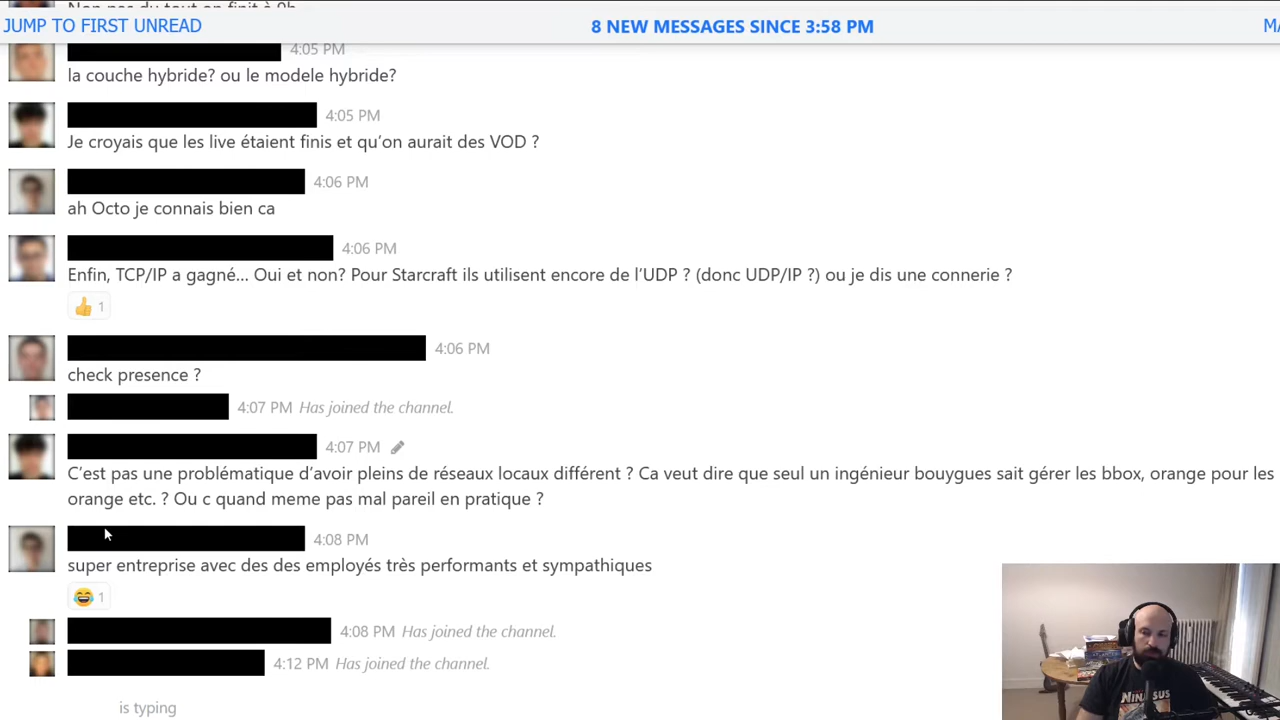 Non pas du tout on finit à 9h
JUMP TO FIRST UNREAD
8 NEW MESSAGES SINCE 3:58 PM
MA
4:05 PM
la couche hybride? ou le modele hybride?
4:05 PM
Je croyais que les live étaient finis et qu'on aurait des VOD ?
4:06 PM
ah Octo je connais bien ca
4:06 PM
Enfin, TCP/IP a gagné... Oui et non? Pour Starcraft ils utilisent encore de l'UDP ? (donc UDP/IP ?) ou je dis une connerie ?
1
4:06 PM
check presence ?
4:07 PM Has joined the channel.
4:07 PM
C'est pas une problématique d'avoir pleins de réseaux locaux différent ? Ca veut dire que seul un ingénieur bouygues sait gérer les bbox, orange pour les
orange etc. ? Ou c quand meme pas mal pareil en pratique ?
4:08 PM
super entreprise avec des des employés très performants et sympathiques
1
4:08 PM Has joined the channel.
4:12 PM Has joined the channel.
is typing